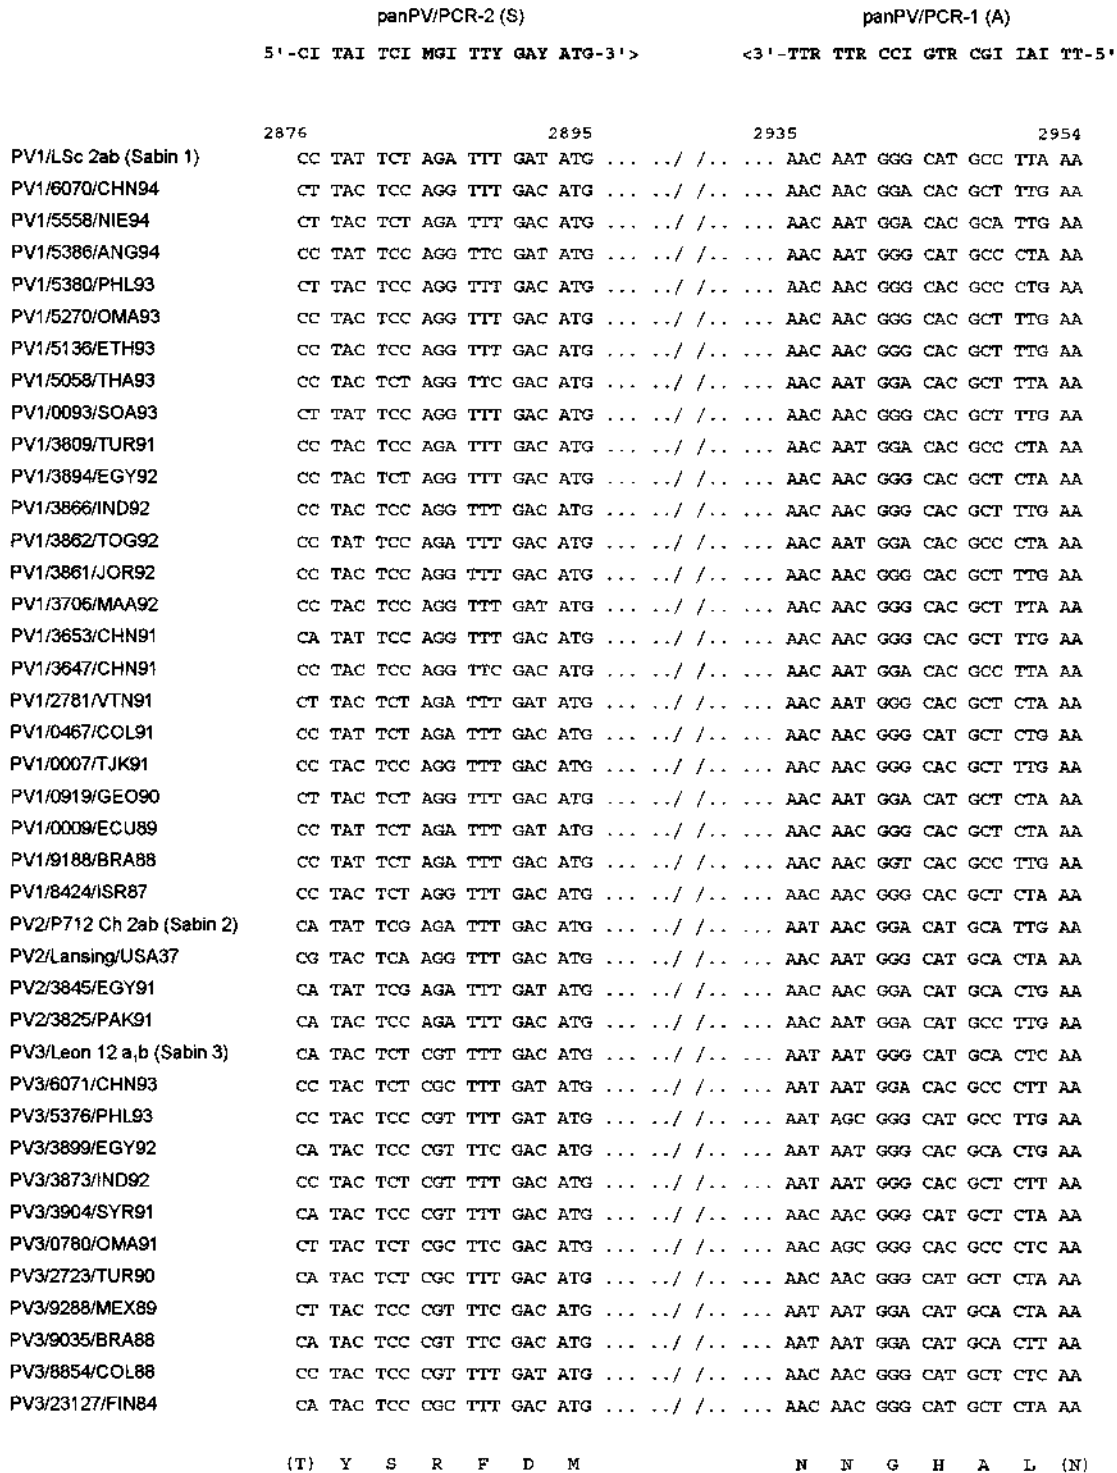 panPV/PCR-2 (S) panPV/PCR-1 (A)
5'-CI TAI TCI MGI TTY GAY ATG-3'> <3'-TTR TTR CCI GTR CGI IAI TT-5'
2876 2895 2935 2954
PV1/LSc 2ab (Sabin 1) CC TAT TCT AGA TTT GAT ATG ... ../ /.. ... AAC AAT GGG CAT GCC TTA AA
PV1/6070/CHN94 CT TAC TCC AGG TTT GAC ATG ... ../ /.. ... AAC AAC GGA CAC GCT TTG AA
PV1/5558/NIE94 CT TAC TCT AGA TTT GAC ATG ... ../ /.. ... AAC AAT GGA CAC GCA TTG AA
PV1/5386/ANG94 CC TAT TCC AGG TTC GAT ATG ... ../ /.. ... AAC AAT GGG CAT GCC CTA AA
PV1/5380/PHL93 CT TAC TCC AGG TTT GAC ATG ... ../ /.. ... AAC AAC GGG CAC GCC CTG AA
PV1/5270/OMA93 CC TAC TCC AGG TTT GAC ATG ... ../ /.. ... AAC AAC GGG CAC GCT TTG AA
PV1/5136/ETH93 CC TAC TCC AGG TTT GAC ATG ... ../ /.. ... AAC AAC GGG CAC GCT TTG AA
PV1/5058/THA93 CC TAC TCT AGG TTC GAC ATG ... ../ /.. ... AAC AAT GGA CAC GCT TTA AA
PV1/0093/SOA93 CT TAT TCC AGG TTT GAC ATG ... ../ /.. ... AAC AAC GGG CAC GCT TTG AA
PV1/3809/TUR91 CC TAC TCC AGA TTT GAC ATG ... ../ /.. ... AAC AAT GGA CAC GCC CTA AA
PV1/3894/EGY92 CC TAC TCT AGG TTT GAC ATG ... ../ /.. ... AAC AAC GGG CAC GCT CTA AA
PV1/3866/IND92 CC TAC TCC AGG TTT GAC ATG ... ../ /.. ... AAC AAC GGG CAC GCT TTG AA
PV1/3862/TOG92 CC TAT TCC AGA TTT GAC ATG ... ../ /.. ... AAC AAT GGA CAC GCC CTA AA
PV1/3861/JOR92 CC TAC TCC AGG TTT GAC ATG ... ../ /.. ... AAC AAC GGG CAC GCT TTG AA
PV1/3706/MAA92 CC TAC TCC AGG TTT GAT ATG ... ../ /.. ... AAC AAC GGG CAC GCT TTA AA
PV1/3653/CHN91 CA TAT TCC AGG TTT GAC ATG ... ../ /.. ... AAC AAC GGG CAC GCT TTG AA
PV1/3647/CHN91 CC TAC TCC AGG TTC GAC ATG ... ../ /.. ... AAC AAT GGA CAC GCC TTA AA
PV1/2781/VTN91 CT TAC TCT AGA TTT GAT ATG ... ../ /.. ... AAC AAT GGG CAC GCT CTA AA
PV1/0467/COL91 CC TAT TCT AGA TTT GAC ATG ... ../ /.. ... AAC AAC GGG CAT GCT CTG AA
PV1/0007/TJK91 CC TAC TCC AGG TTT GAC ATG ... ../ /.. ... AAC AAC GGG CAC GCT TTG AA
PV1/0919/GEO90 CT TAC TCT AGG TTT GAC ATG ... ../ /.. ... AAC AAT GGA CAT GCT CTA AA
PV1/0009/ECU89 CC TAT TCT AGA TTT GAT ATG ... ../ /.. ... AAC AAC GGG CAC GCT CTA AA
PV1/9188/BRA88 CC TAT TCT AGA TTT GAC ATG ... ../ /.. ... AAC AAC GGT CAC GCC TTG AA
PV1/8424/ISR87 CC TAC TCT AGG TTT GAC ATG ... ../ /.. ... AAC AAC GGG CAC GCT CTA AA
PV2/P712 Ch 2ab (Sabin 2) CA TAT TCG AGA TTT GAC ATG ... ../ /.. ... AAT AAC GGA CAT GCA TTG AA
PV2/Lansing/USA37 CG TAC TCA AGG TTT GAC ATG ... ../ /.. ... AAC AAT GGG CAT GCA CTA AA
PV2/3845/EGY91 CA TAT TCG AGA TTT GAT ATG ... ../ /.. ... AAC AAC GGA CAT GCA CTG AA
PV2/3825/PAK91 CA TAC TCC AGA TTT GAC ATG ... ../ /.. ... AAC AAT GGA CAT GCC TTG AA
PV3/Leon 12 a,b (Sabin 3) CA TAC TCT CGT TTT GAC ATG ... ../ /.. ... AAT AAT GGG CAT GCA CTC AA
PV3/6071/CHN93 CC TAC TCT CGC TTT GAT ATG ... ../ /.. ... AAT AAT GGA CAC GCC CTT AA
PV3/5376/PHL93 CC TAC TCC CGT TTT GAT ATG ... ../ /.. ... AAT AGC GGG CAT GCC TTG AA
PV3/3899/EGY92 CA TAC TCC CGT TTC GAC ATG ... ../ /.. ... AAT AAT GGG CAC GCA CTG AA
PV3/3873/IND92 CC TAC TCT CGT TTT GAC ATG ... ../ /.. ... AAT AAT GGG CAC GCT CTT AA
PV3/3904/SYR91 CA TAC TCC CGT TTT GAC ATG ... ../ /.. ... AAC AAC GGG CAT GCT CTA AA
PV3/0780/OMA91 CT TAC TCT CGC TTC GAC ATG ... ../ /.. ... AAC AGC GGG CAC GCC CTC AA
PV3/2723/TUR90 CA TAC TCT CGC TTT GAC ATG ... ../ /.. ... AAC AAC GGG CAT GCT CTA AA
PV3/9288/MEX89 CT TAC TCC CGT TTC GAC ATG ... ../ /.. ... AAT AAT GGA CAT GCA CTA AA
PV3/9035/BRA88 CA TAC TCC CGT TTC GAC ATG ... ../ /.. ... AAT AAT GGA CAT GCA CTT AA
PV3/8854/COL88 CC TAC TCC CGT TTT GAT ATG ... ../ /.. ... AAC AAC GGG CAT GCT CTC AA
PV3/23127/FIN84 CA TAC TCC CGC TTT GAC ATG ... ../ /.. ... AAC AAC GGG CAT GCT CTA AA
(T) Y S R F D M N N G H A L (N)